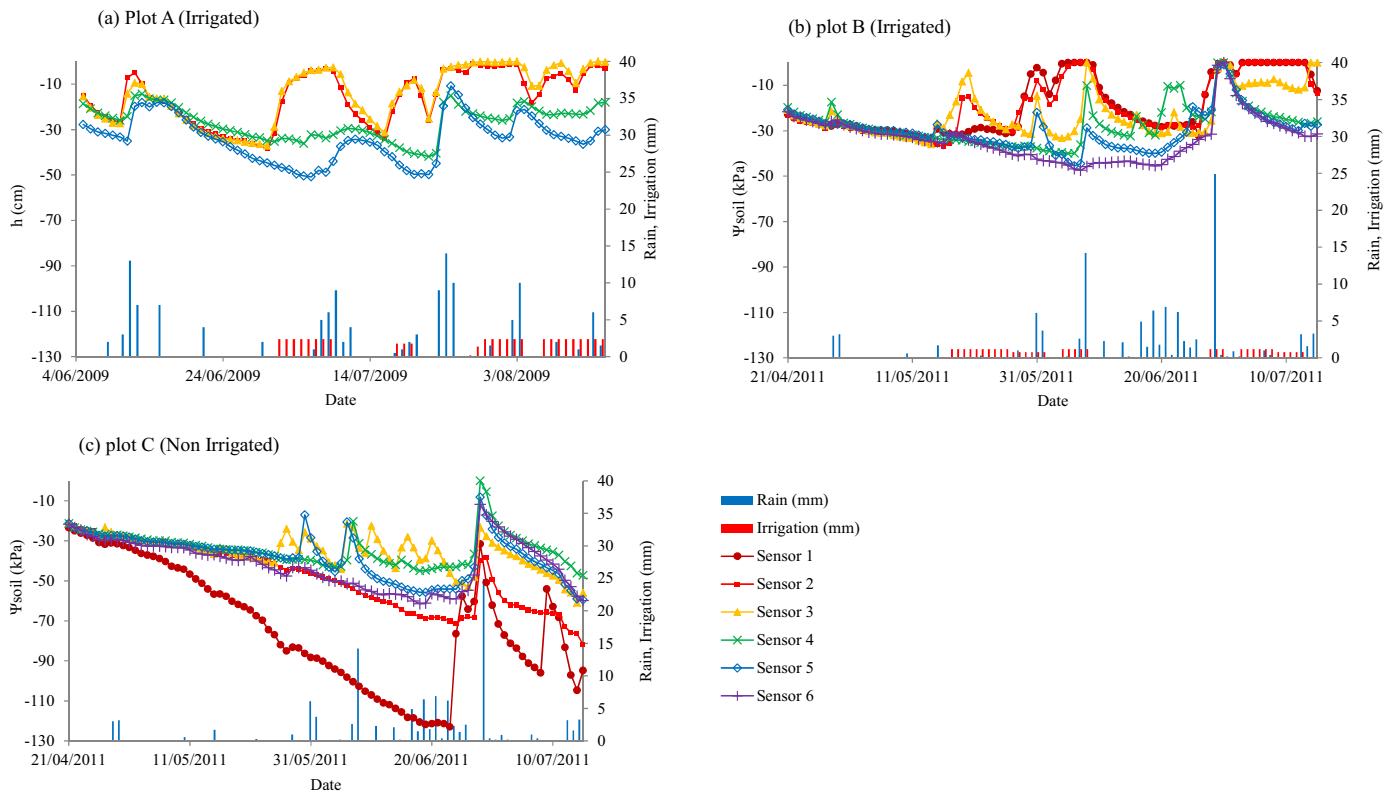 (a) Plot A (Irrigated)
h (cm)
-10
-30
-50
-70
-90
-110
-130
40
35
30
25
20
15
10
5
0
Rain, Irrigation (mm)
4/06/2009 24/06/2009 14/07/2009 3/08/2009
Date
(b) plot B (Irrigated)
Ψsoil (kPa)
-10
-30
-50
-70
-90
-110
-130
40
35
30
25
20
15
10
5
0
Rain, Irrigation (mm)
21/04/2011 11/05/2011 31/05/2011 20/06/2011 10/07/2011
Date
(c) plot C (Non Irrigated)
Ψsoil (kPa)
-10
-30
-50
-70
-90
-110
-130
40
35
30
25
20
15
10
5
0
Rain, Irrigation (mm)
21/04/2011 11/05/2011 31/05/2011 20/06/2011 10/07/2011
Date
Rain (mm)
Irrigation (mm)
Sensor 1
Sensor 2
Sensor 3
Sensor 4
Sensor 5
Sensor 6